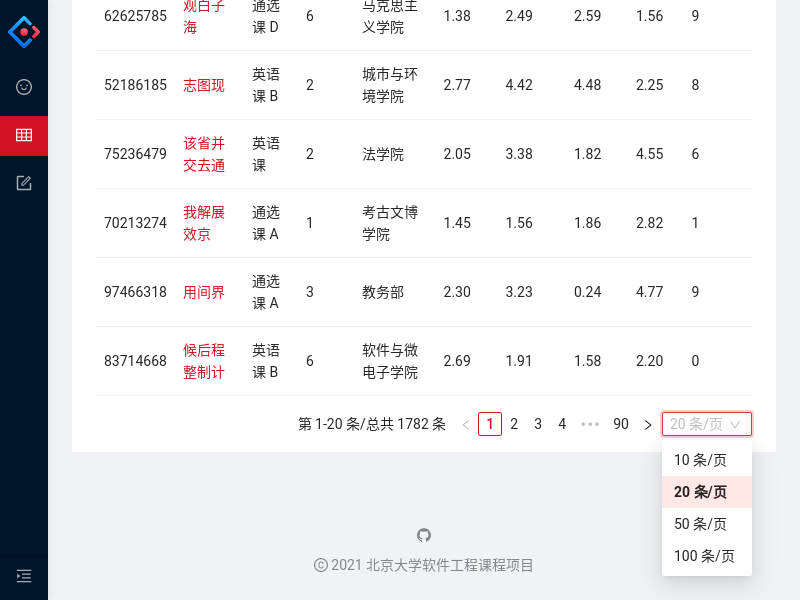 62625785 观白子 通选 6 马克思主 1.38 2.49 2.59 1.56 9
海 课 D 义学院
52186185 志图现 英语 2 城市与环 2.77 4.42 4.48 2.25 8
课 B 境学院
75236479 该省并 英语 2 法学院 2.05 3.38 1.82 4.55 6
交去通 课
70213274 我解展 通选 1 考古文博 1.45 1.56 1.86 2.82 1
效京 课 A 学院
97466318 用间界 通选 3 教务部 2.30 3.23 0.24 4.77 9
课 A
83714668 候后程 英语 6 软件与微 2.69 1.91 1.58 2.20 0
整制计 课 B 电子学院
第 1-20 条/总共 1782 条 1 2 3 4 ••• 90 20 条/页
10 条/页
20 条/页
50 条/页
100 条/页
© 2021 北京大学软件工程课程项目